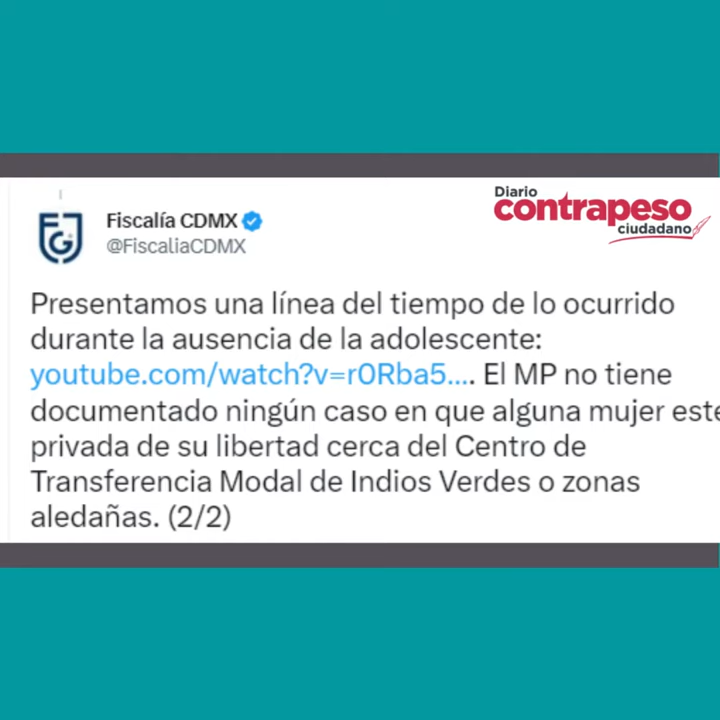 Diario
contrapeso
ciudadano
Fiscalía CDMX
@FiscaliaCDMX
Presentamos una línea del tiempo de lo ocurrido
durante la ausencia de la adolescente:
youtube.com/watch?v=r0Rba5.... El MP no tiene
documentado ningún caso en que alguna mujer esté
privada de su libertad cerca del Centro de
Transferencia Modal de Indios Verdes o zonas
aledañas. (2/2)